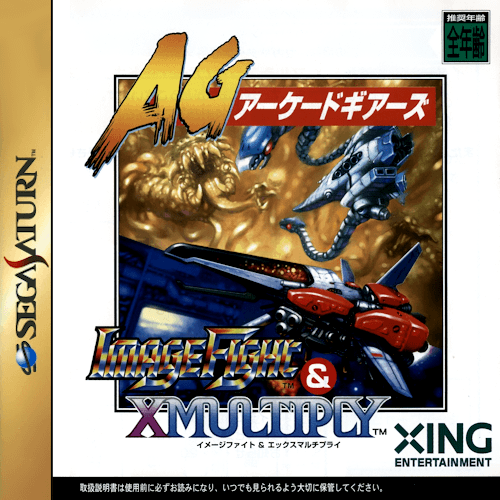 推奨年齢
全年齢
AG
アーケードギアーズ
SEGA SATURN™
IMAGE FIGHT™
&
XMULTIPLY™
イメージファイト & エックスマルチプライ
XING
ENTERTAINMENT
取扱説明書は使用前に必ずお読みになり、いつでも見られるよう大切に保管してください。